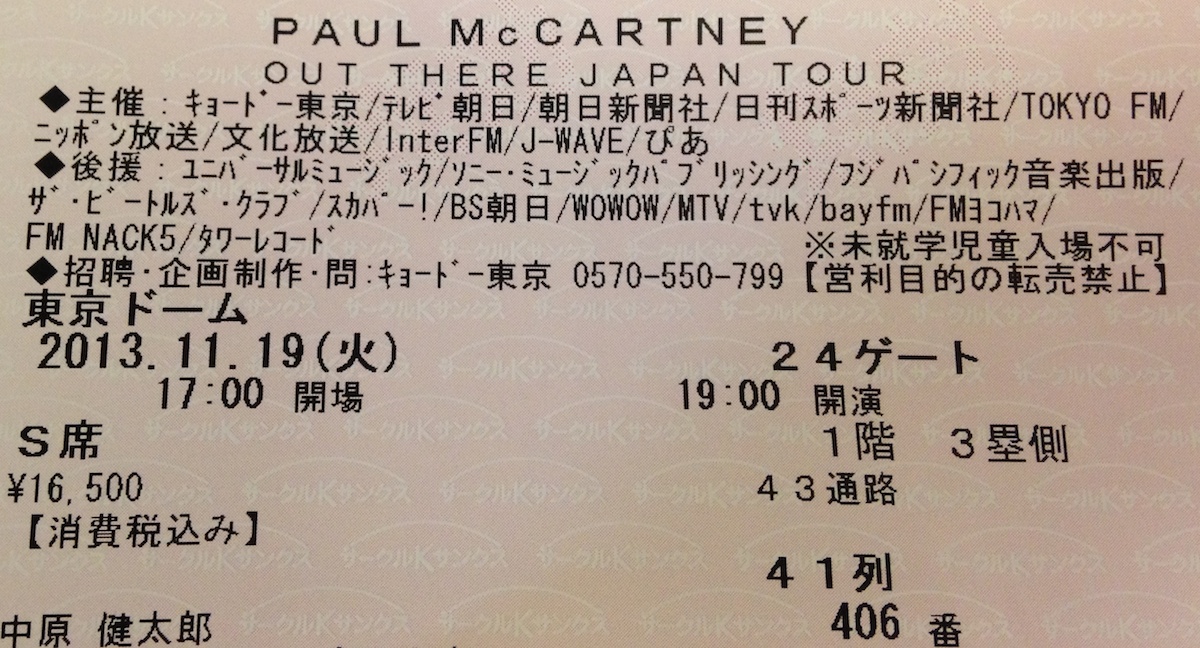 PAUL McCARTNEY
OUT THERE JAPAN TOUR
◆主催：ｷｮｰﾄﾞｰ東京/ﾃﾚﾋﾞ朝日/朝日新聞社/日刊ｽﾎﾟｰﾂ新聞社/TOKYO FM/
ﾆｯﾎﾟﾝ放送/文化放送/InterFM/J-WAVE/ぴあ
◆後援：ﾕﾆﾊﾞｰｻﾙﾐｭｰｼﾞｯｸ/ｿﾆｰ･ﾐｭｰｼﾞｯｸﾊﾟﾌﾞﾘｯｼﾝｸﾞ/ﾌｼﾞﾊﾟｼﾌｨｯｸ音楽出版/
ｻﾞ･ﾋﾞｰﾄﾙｽﾞ･ｸﾗﾌﾞ/ｽｶﾊﾟｰ!/BS朝日/WOWOW/MTV/tvk/bayfm/FMﾖｺﾊﾏ/
FM NACK5/ﾀﾜｰﾚｺｰﾄﾞ ※未就学児童入場不可
◆招聘･企画制作･問:ｷｮｰﾄﾞｰ東京 0570-550-799【営利目的の転売禁止】
東京ドーム
2013.11.19(火) ２４ゲート
17:00 開場 19:00 開演
Ｓ席 １階 ３塁側
¥16,500 ４３通路
【消費税込み】
４１列
中原 健太郎 406 番
サークルKサンクス